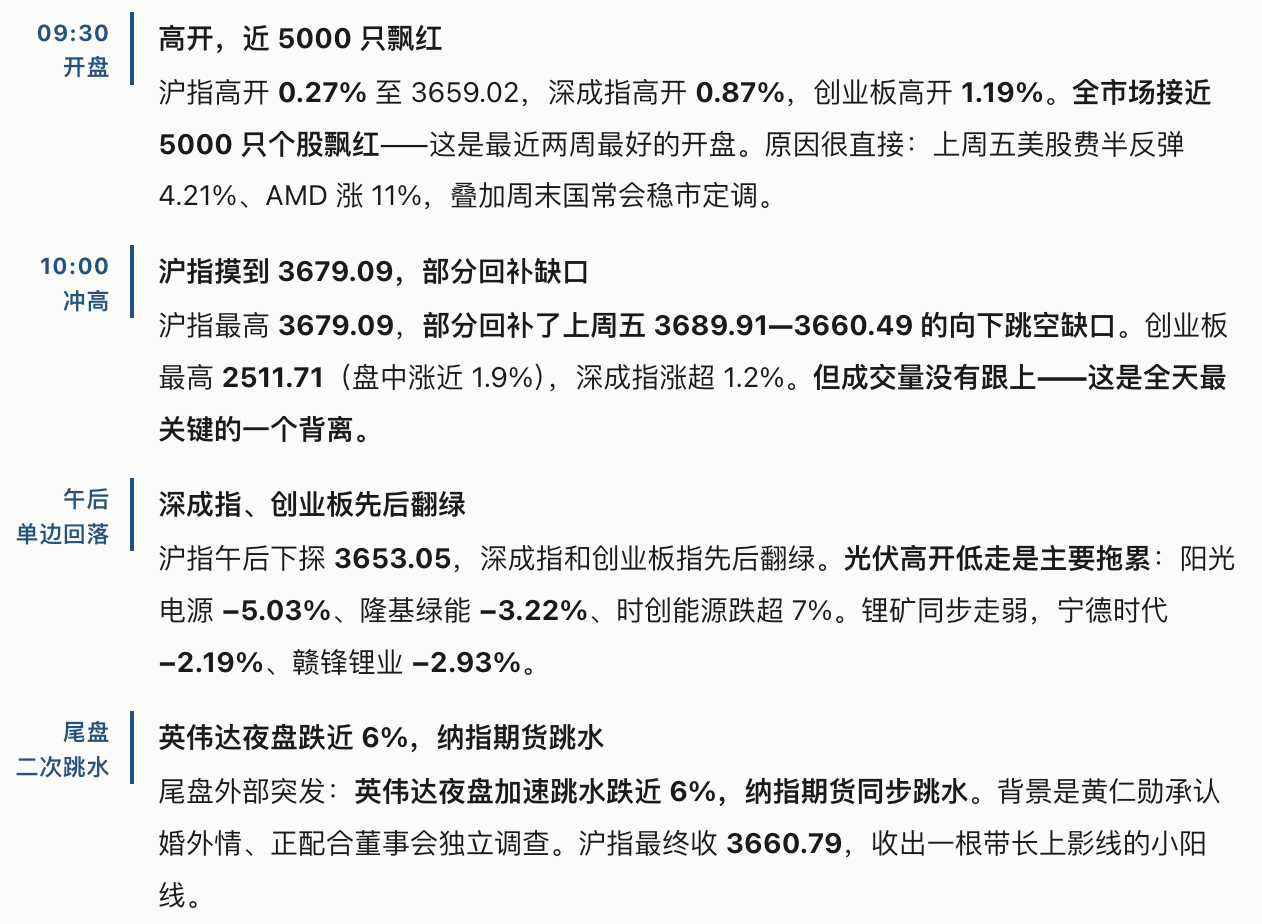 09:30
开盘
高开，近 5000 只飘红
沪指高开 0.27% 至 3659.02，深成指高开 0.87%，创业板高开 1.19%。全市场接近
5000 只个股飘红——这是最近两周最好的开盘。原因很直接：上周五美股费半反弹
4.21%、AMD 涨 11%，叠加周末国常会稳市定调。
10:00
冲高
沪指摸到 3679.09，部分回补缺口
沪指最高 3679.09，部分回补了上周五 3689.91—3660.49 的向下跳空缺口。创业板
最高 2511.71（盘中涨近 1.9%），深成指涨超 1.2%。但成交量没有跟上——这是全天最
关键的一个背离。
午后
单边回落
深成指、创业板先后翻绿
沪指午后下探 3653.05，深成指和创业板指先后翻绿。光伏高开低走是主要拖累：阳光
电源 −5.03%、隆基绿能 −3.22%、时创能源跌超 7%。锂矿同步走弱，宁德时代
−2.19%、赣锋锂业 −2.93%。
尾盘
二次跳水
英伟达夜盘跌近 6%，纳指期货跳水
尾盘外部突发：英伟达夜盘加速跳水跌近 6%，纳指期货同步跳水。背景是黄仁勋承认
婚外情、正配合董事会独立调查。沪指最终收 3660.79，收出一根带长上影线的小阳
线。